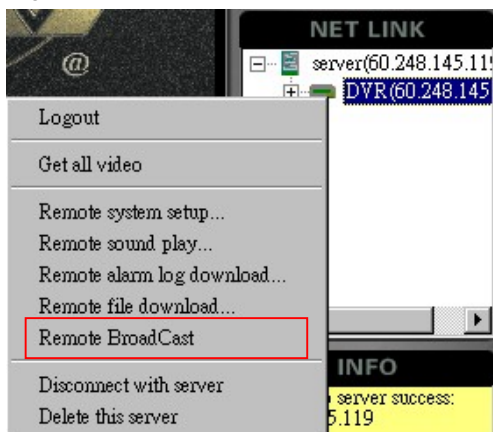 NET LINK
@
server(60.248.145.119
DVR(60.248.145
Logout
Get all video
Remote system setup...
Remote sound play...
Remote alarm log download...
Remote file download...
Remote BroadCast
INFO
Disconnect with server
server success:
Delete this server
5.119